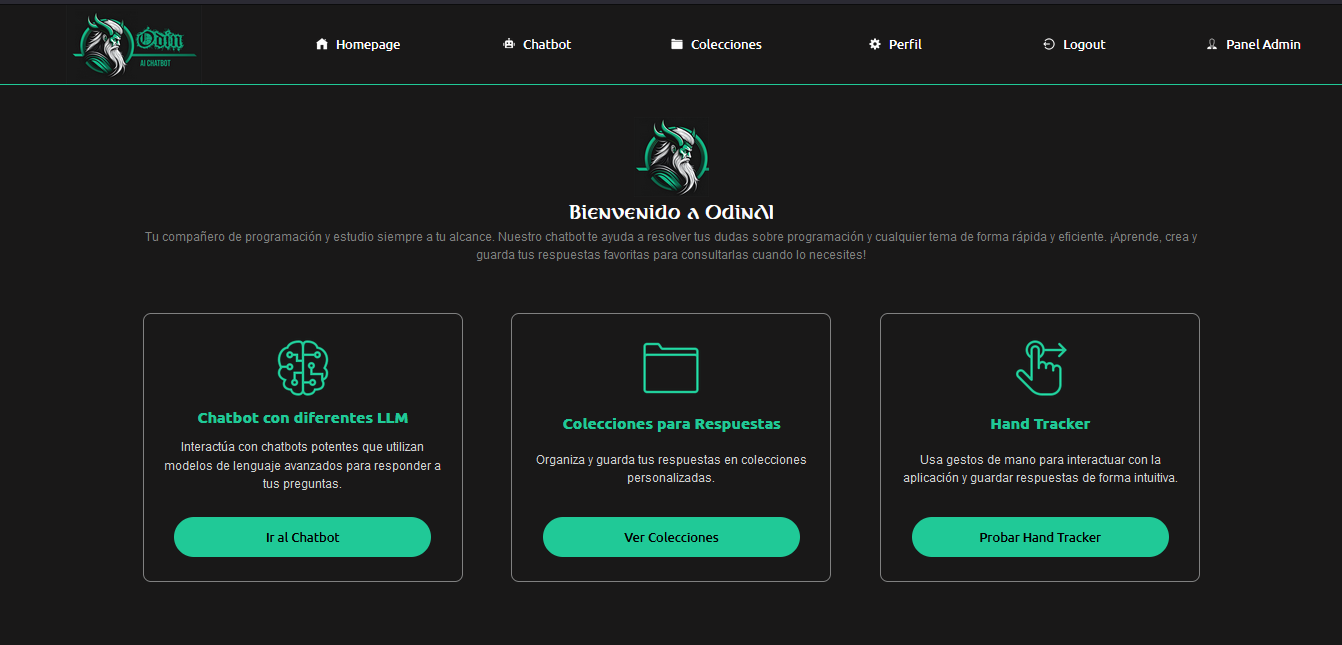 Odin
AI CHATBOT
Homepage
Chatbot
Colecciones
Perfil
Logout
Panel Admin
Bienvenido a OdinAI
Tu compañero de programación y estudio siempre a tu alcance. Nuestro chatbot te ayuda a resolver tus dudas sobre programación y cualquier tema de forma rápida y eficiente. ¡Aprende, crea y
guarda tus respuestas favoritas para consultarlas cuando lo necesites!
Chatbot con diferentes LLM
Interactúa con chatbots potentes que utilizan
modelos de lenguaje avanzados para responder a
tus preguntas.
Ir al Chatbot
Colecciones para Respuestas
Organiza y guarda tus respuestas en colecciones
personalizadas.
Ver Colecciones
Hand Tracker
Usa gestos de mano para interactuar con la
aplicación y guardar respuestas de forma intuitiva.
Probar Hand Tracker